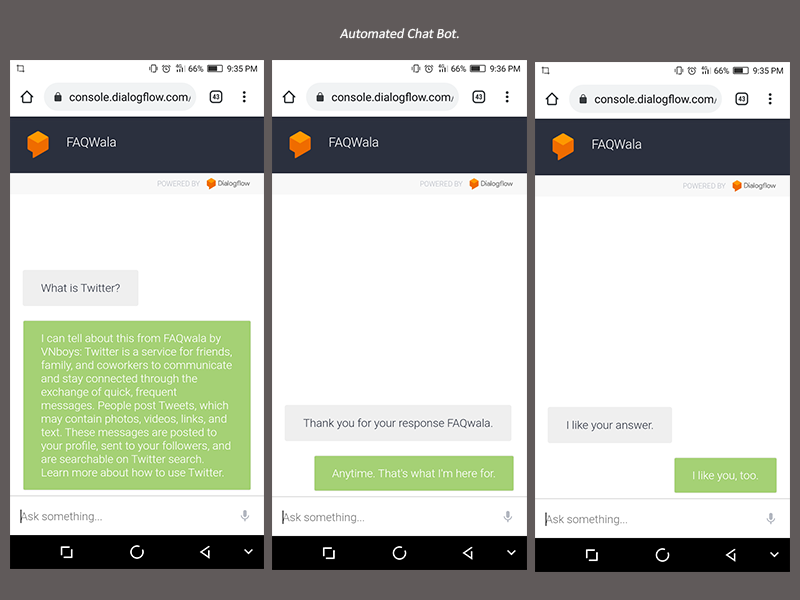 Automated Chat Bot.
66% 9:35 PM
console.dialogflow.com/
43
FAQWala
POWERED BY Dialogflow
What is Twitter?
I can tell about this from FAQwala by
VNboys: Twitter is a service for friends,
family, and coworkers to communicate
and stay connected through the
exchange of quick, frequent
messages. People post Tweets, which
may contain photos, videos, links, and
text. These messages are posted to
your profile, sent to your followers, and
are searchable on Twitter search.
Learn more about how to use Twitter.
Ask something...
66% 9:36 PM
console.dialogflow.com/
43
FAQWala
POWERED BY Dialogflow
Thank you for your response FAQwala.
Anytime. That's what I'm here for.
Ask something...
66% 9:35 PM
console.dialogflow.com/
43
FAQWala
POWERED BY Dialogflow
I like your answer.
I like you, too.
Ask something...